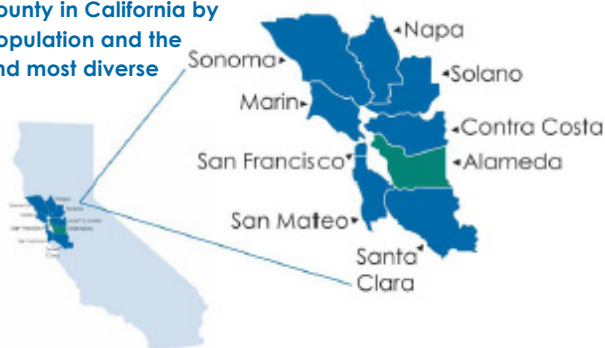 ounty in California by
opulation and the
nd most diverse
Napa
Sonoma
Solano
Marin
Contra Costa
San Francisco
Alameda
San Mateo
Santa
Clara